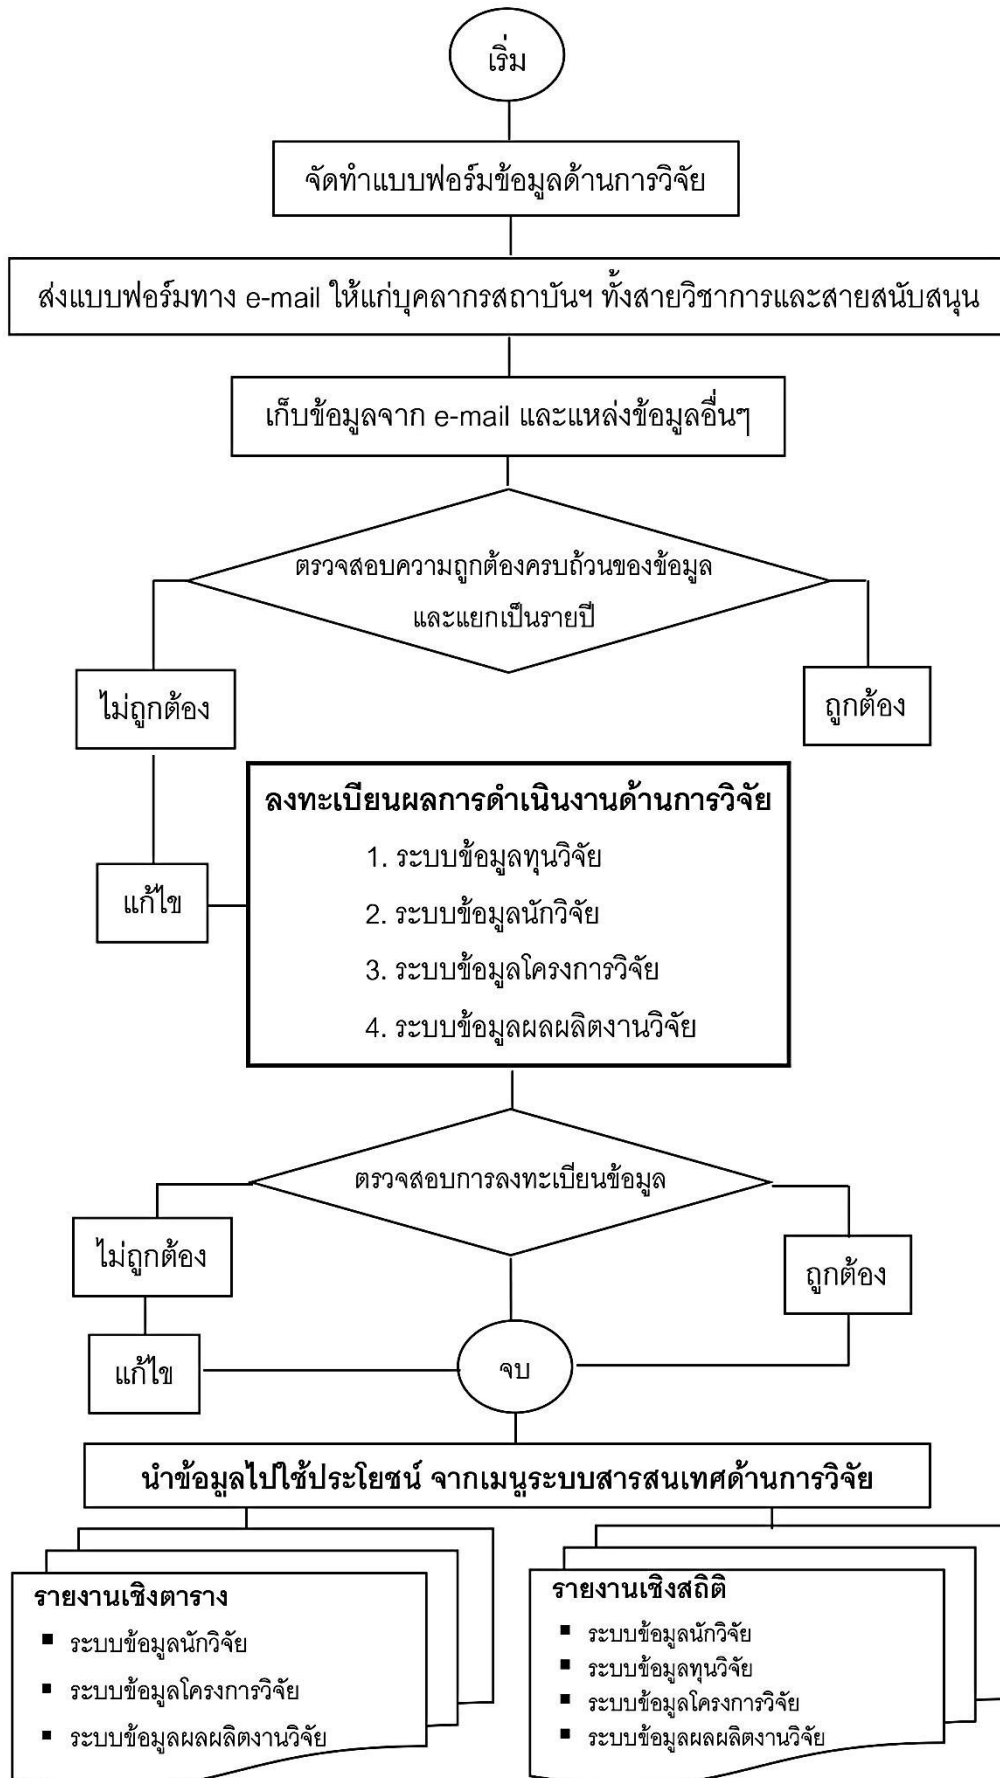 เริ่ม
จัดทำแบบฟอร์มข้อมูลด้านการวิจัย
ส่งแบบฟอร์มทาง e-mail ให้แก่บุคลากรสถาบันฯ ทั้งสายวิชาการและสายสนับสนุน
เก็บข้อมูลจาก e-mail และแหล่งข้อมูลอื่นๆ
ตรวจสอบความถูกต้องครบถ้วนของข้อมูล
และแยกเป็นรายปี
ไม่ถูกต้อง
ถูกต้อง
ลงทะเบียนผลการดำเนินงานด้านการวิจัย
1. ระบบข้อมูลทุนวิจัย
2. ระบบข้อมูลนักวิจัย
3. ระบบข้อมูลโครงการวิจัย
4. ระบบข้อมูลผลผลิตงานวิจัย
แก้ไข
ตรวจสอบการลงทะเบียนข้อมูล
ไม่ถูกต้อง
ถูกต้อง
แก้ไข
จบ
นำข้อมูลไปใช้ประโยชน์ จากเมนูระบบสารสนเทศด้านการวิจัย
รายงานเชิงตาราง
▪ ระบบข้อมูลนักวิจัย
▪ ระบบข้อมูลโครงการวิจัย
▪ ระบบข้อมูลผลผลิตงานวิจัย
รายงานเชิงสถิติ
▪ ระบบข้อมูลนักวิจัย
▪ ระบบข้อมูลทุนวิจัย
▪ ระบบข้อมูลโครงการวิจัย
▪ ระบบข้อมูลผลผลิตงานวิจัย